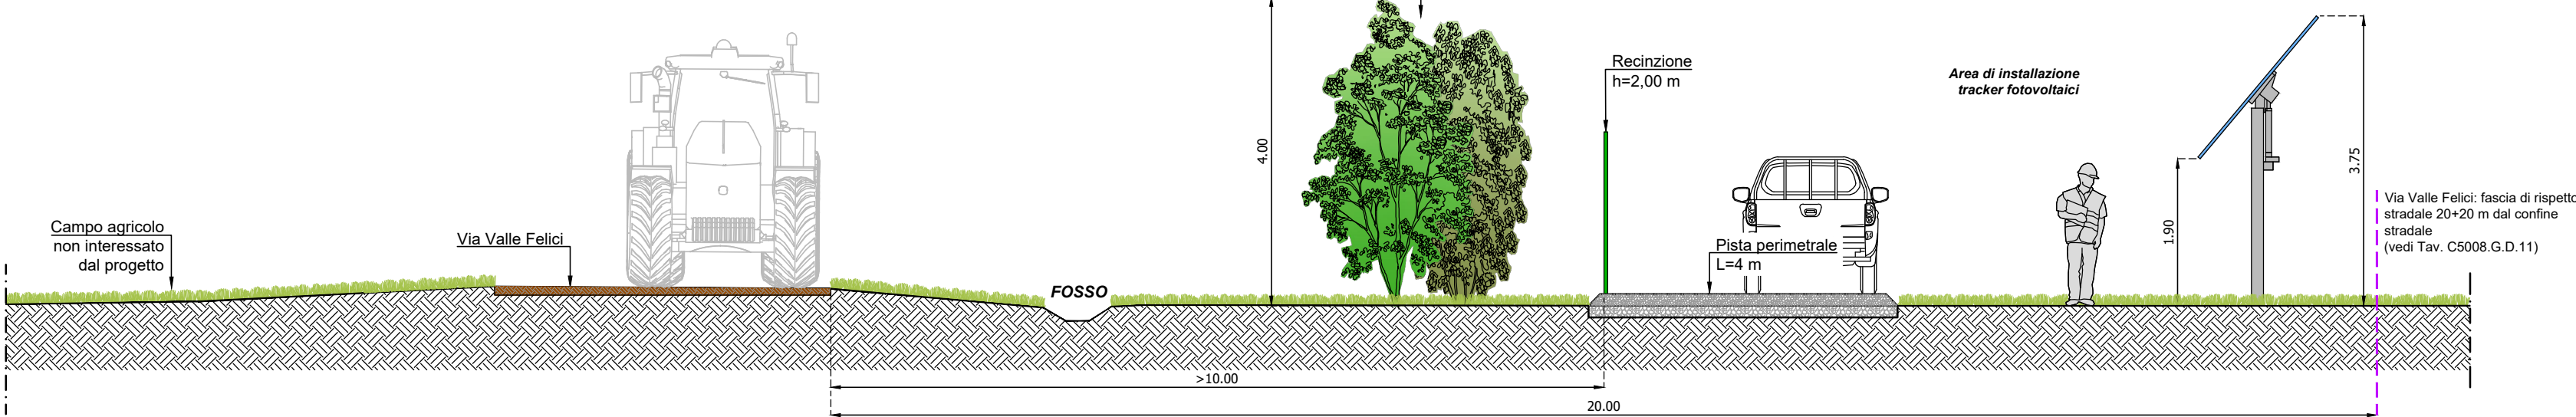 Campo agricolo
non interessato
dal progetto
Via Valle Felici
FOSSO
4.00
Recinzione
h=2,00 m
Pista perimetrale
L=4 m
Area di installazione
tracker fotovoltaici
1.90
3.75
Via Valle Felici: fascia di rispetto
stradale 20+20 m dal confine
stradale
(vedi Tav. C5008.G.D.11)
>10.00
20.00